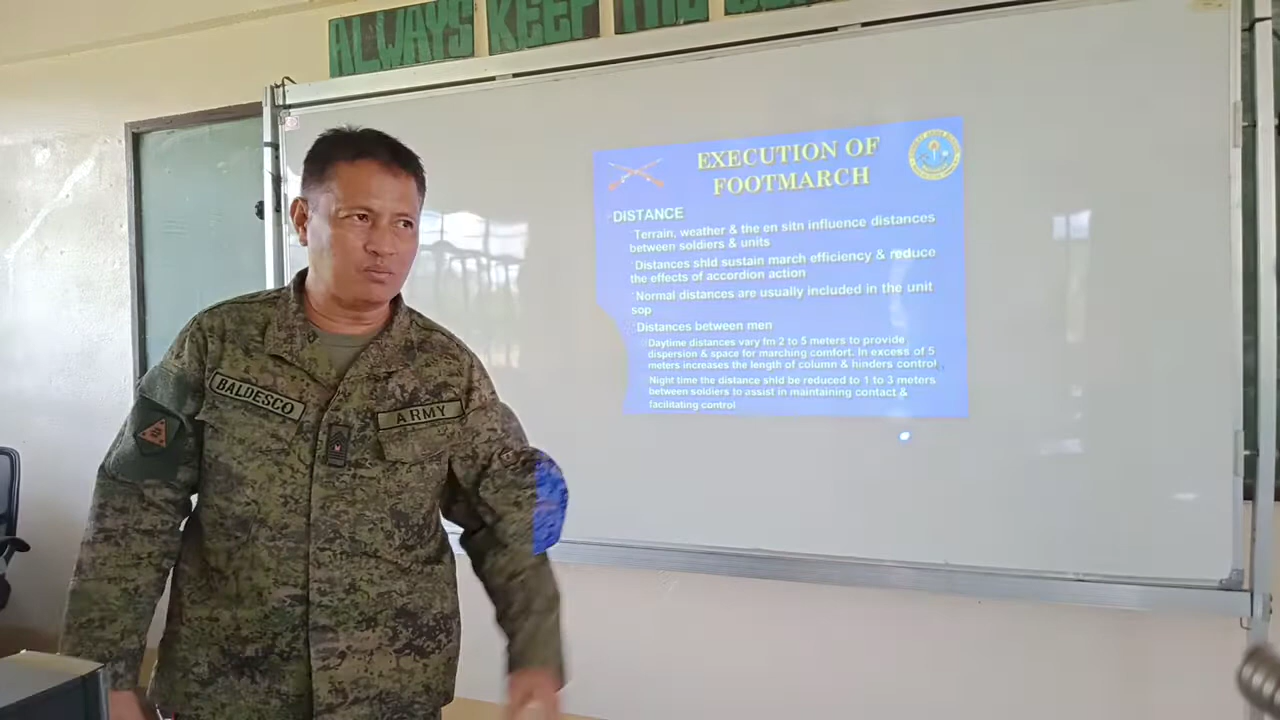 ALWAYS KEEP THE
EXECUTION OF
FOOTMARCH
DISTANCE
Terrain, weather & the en sitn influence distances
between soldiers & units
Distances shld sustain march efficiency & reduce
the effects of accordion action
Normal distances are usually included in the unit
sop
Distances between men
Daytime distances vary fm 2 to 5 meters to provide
dispersion & space for marching comfort. In excess of 5
meters increases the length of column & hinders control
Night time the distance shld be reduced to 1 to 3 meters
between soldiers to assist in maintaining contact &
facilitating control
BALDESCO
ARMY